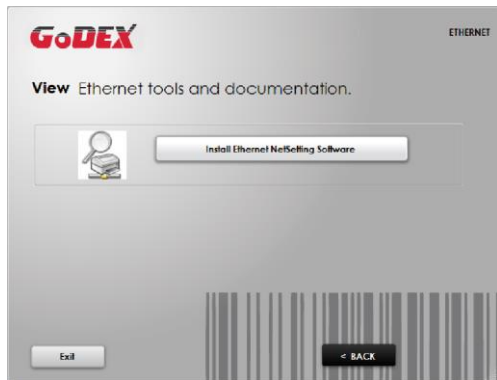 GoDEX
ETHERNET
View Ethernet tools and documentation.
Install Ethernet NetSetting Software
Exit
< BACK